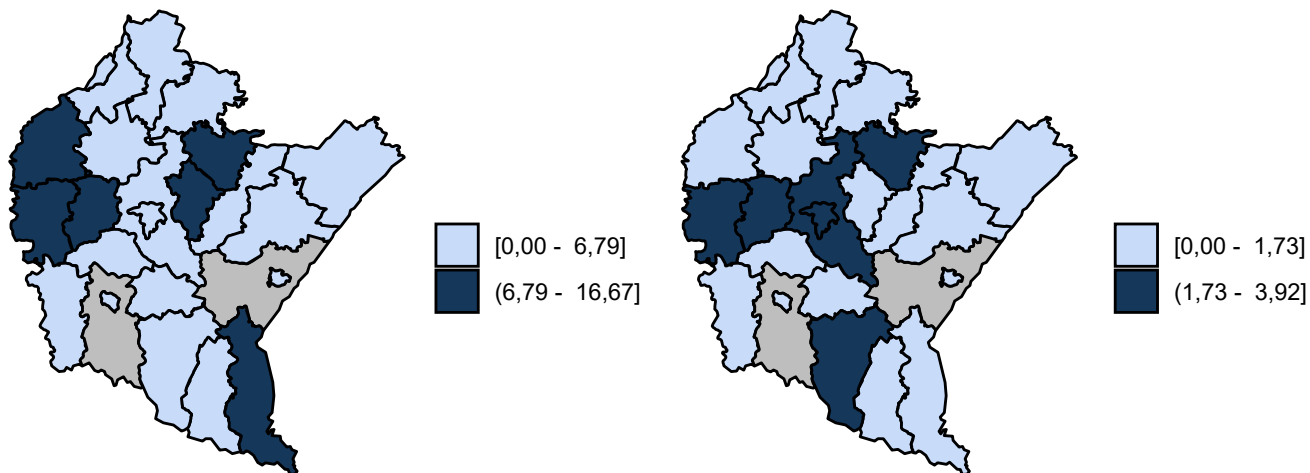 [0,00 - 6,79]
(6,79 - 16,67]
[0,00 - 1,73]
(1,73 - 3,92]